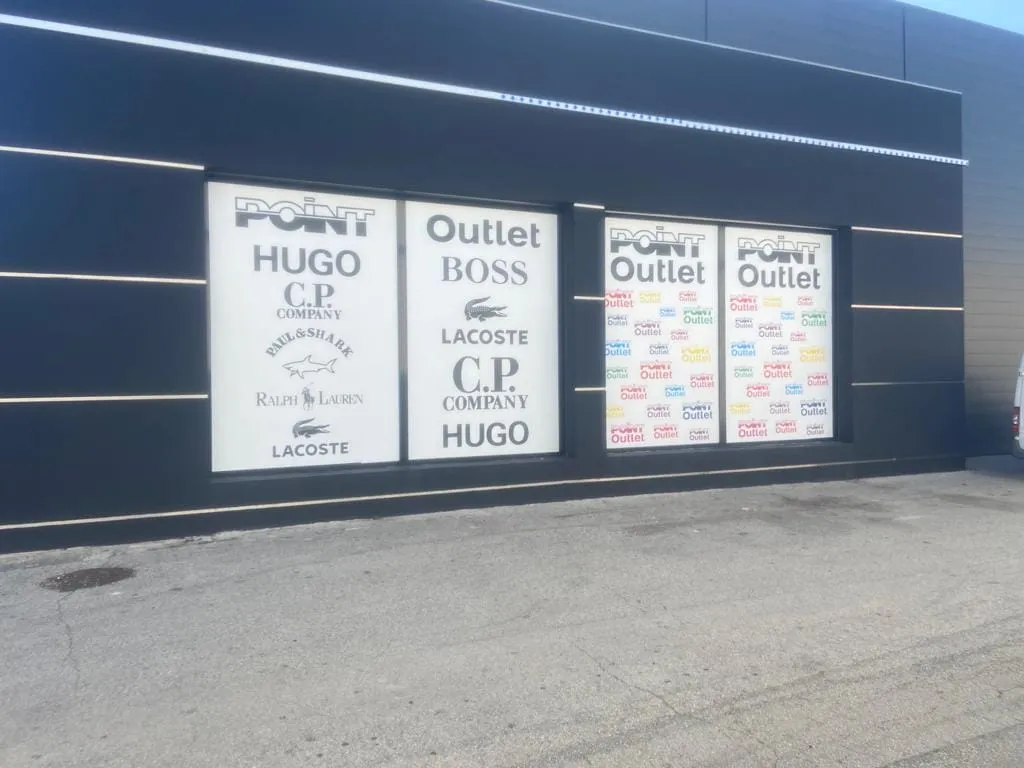 POINT
HUGO
C.P.
COMPANY
PAUL&SHARK
RALPH LAUREN
LACOSTE
Outlet
BOSS
LACOSTE
C.P.
COMPANY
HUGO
POINT
Outlet
POINT
Outlet